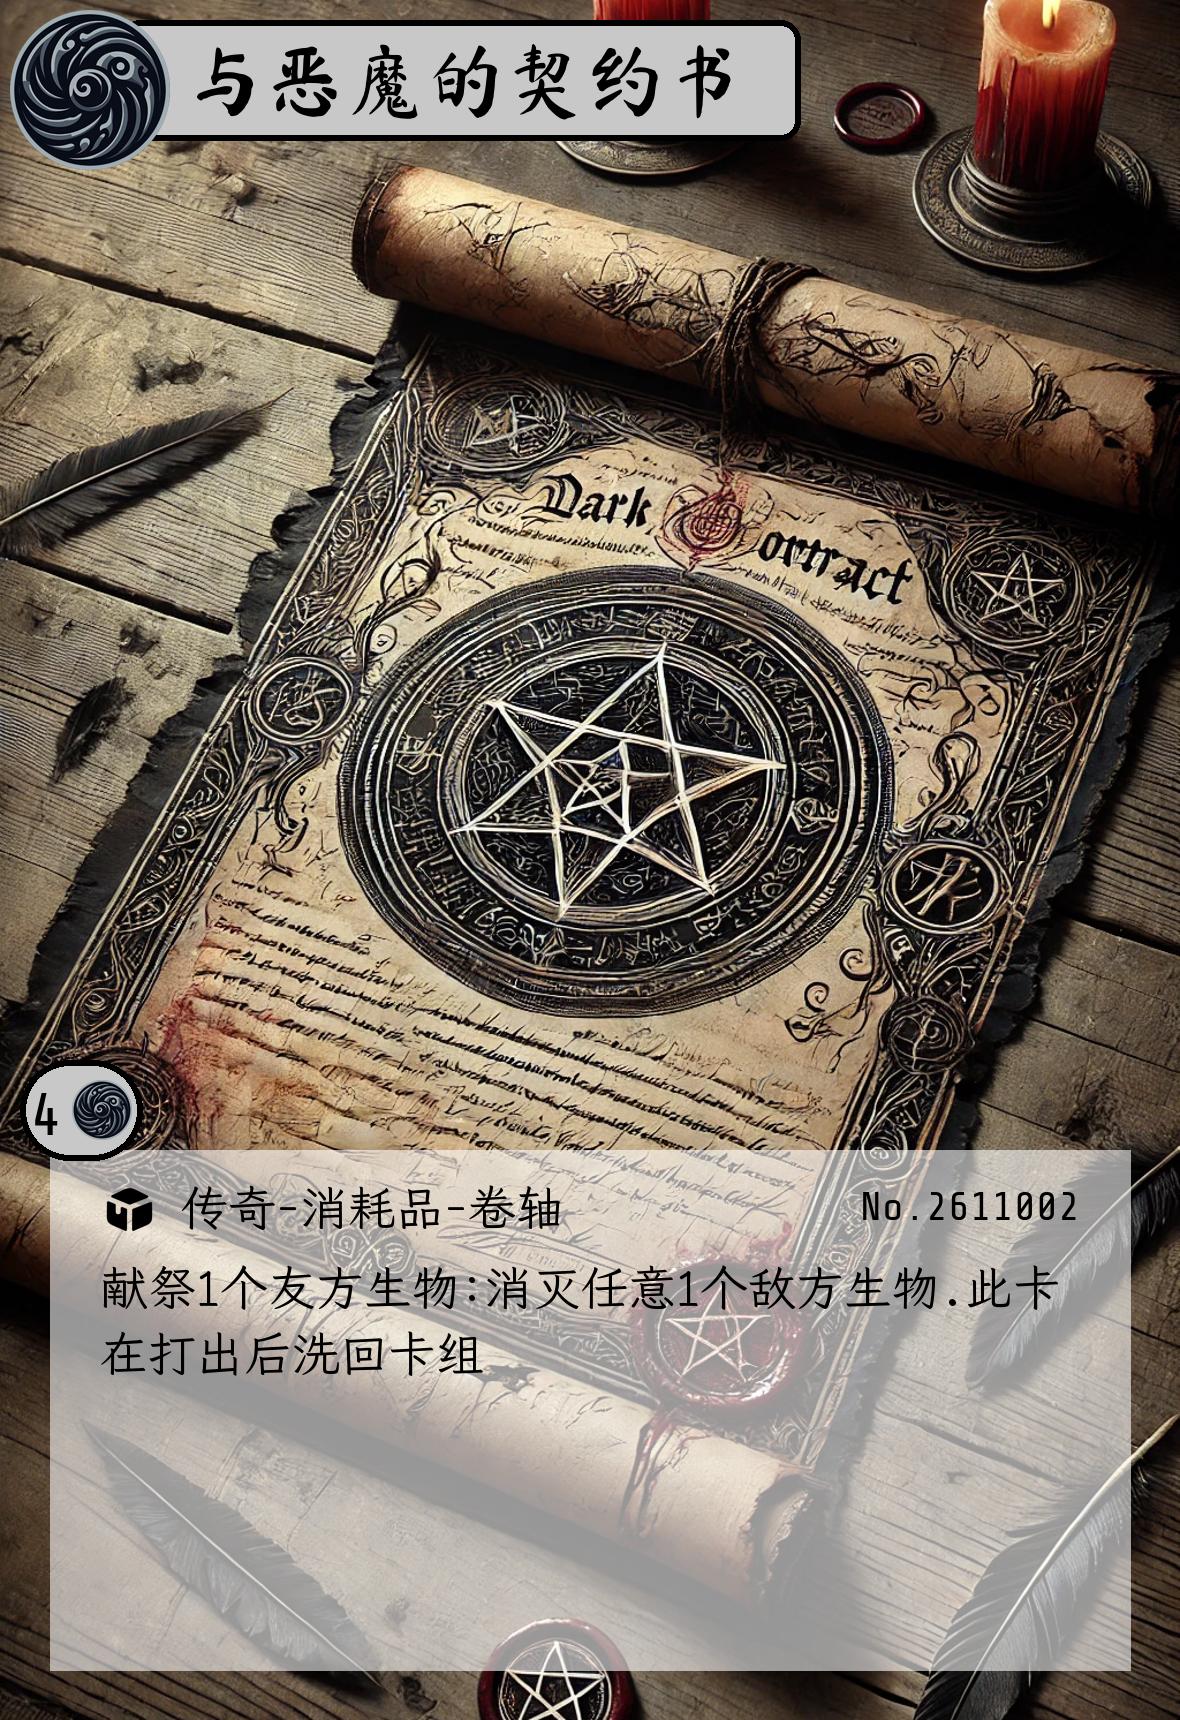 与恶魔的契约书
Dark
ontract
4
传奇-消耗品-卷轴
No.2611002
献祭1个友方生物:消灭任意1个敌方生物.此卡
在打出后洗回卡组